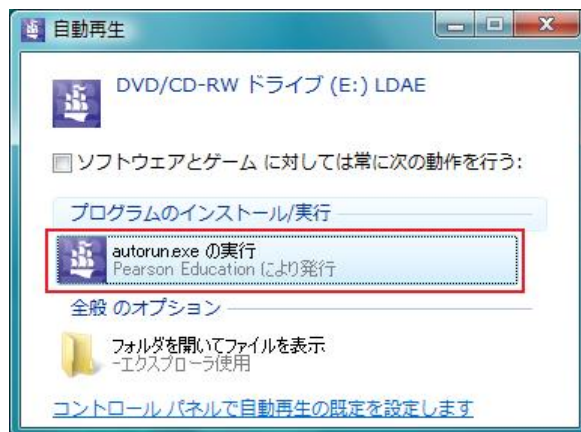 自動再生
DVD/CD-RW ドライブ (E:) LDAE
ソフトウェアとゲーム に対しては常に次の動作を行う:
プログラムのインストール/実行
autorun.exe の実行
Pearson Education により発行
全般 のオプション
フォルダを開いてファイルを表示
-エクスプローラ使用
コントロール パネルで自動再生の既定を設定します